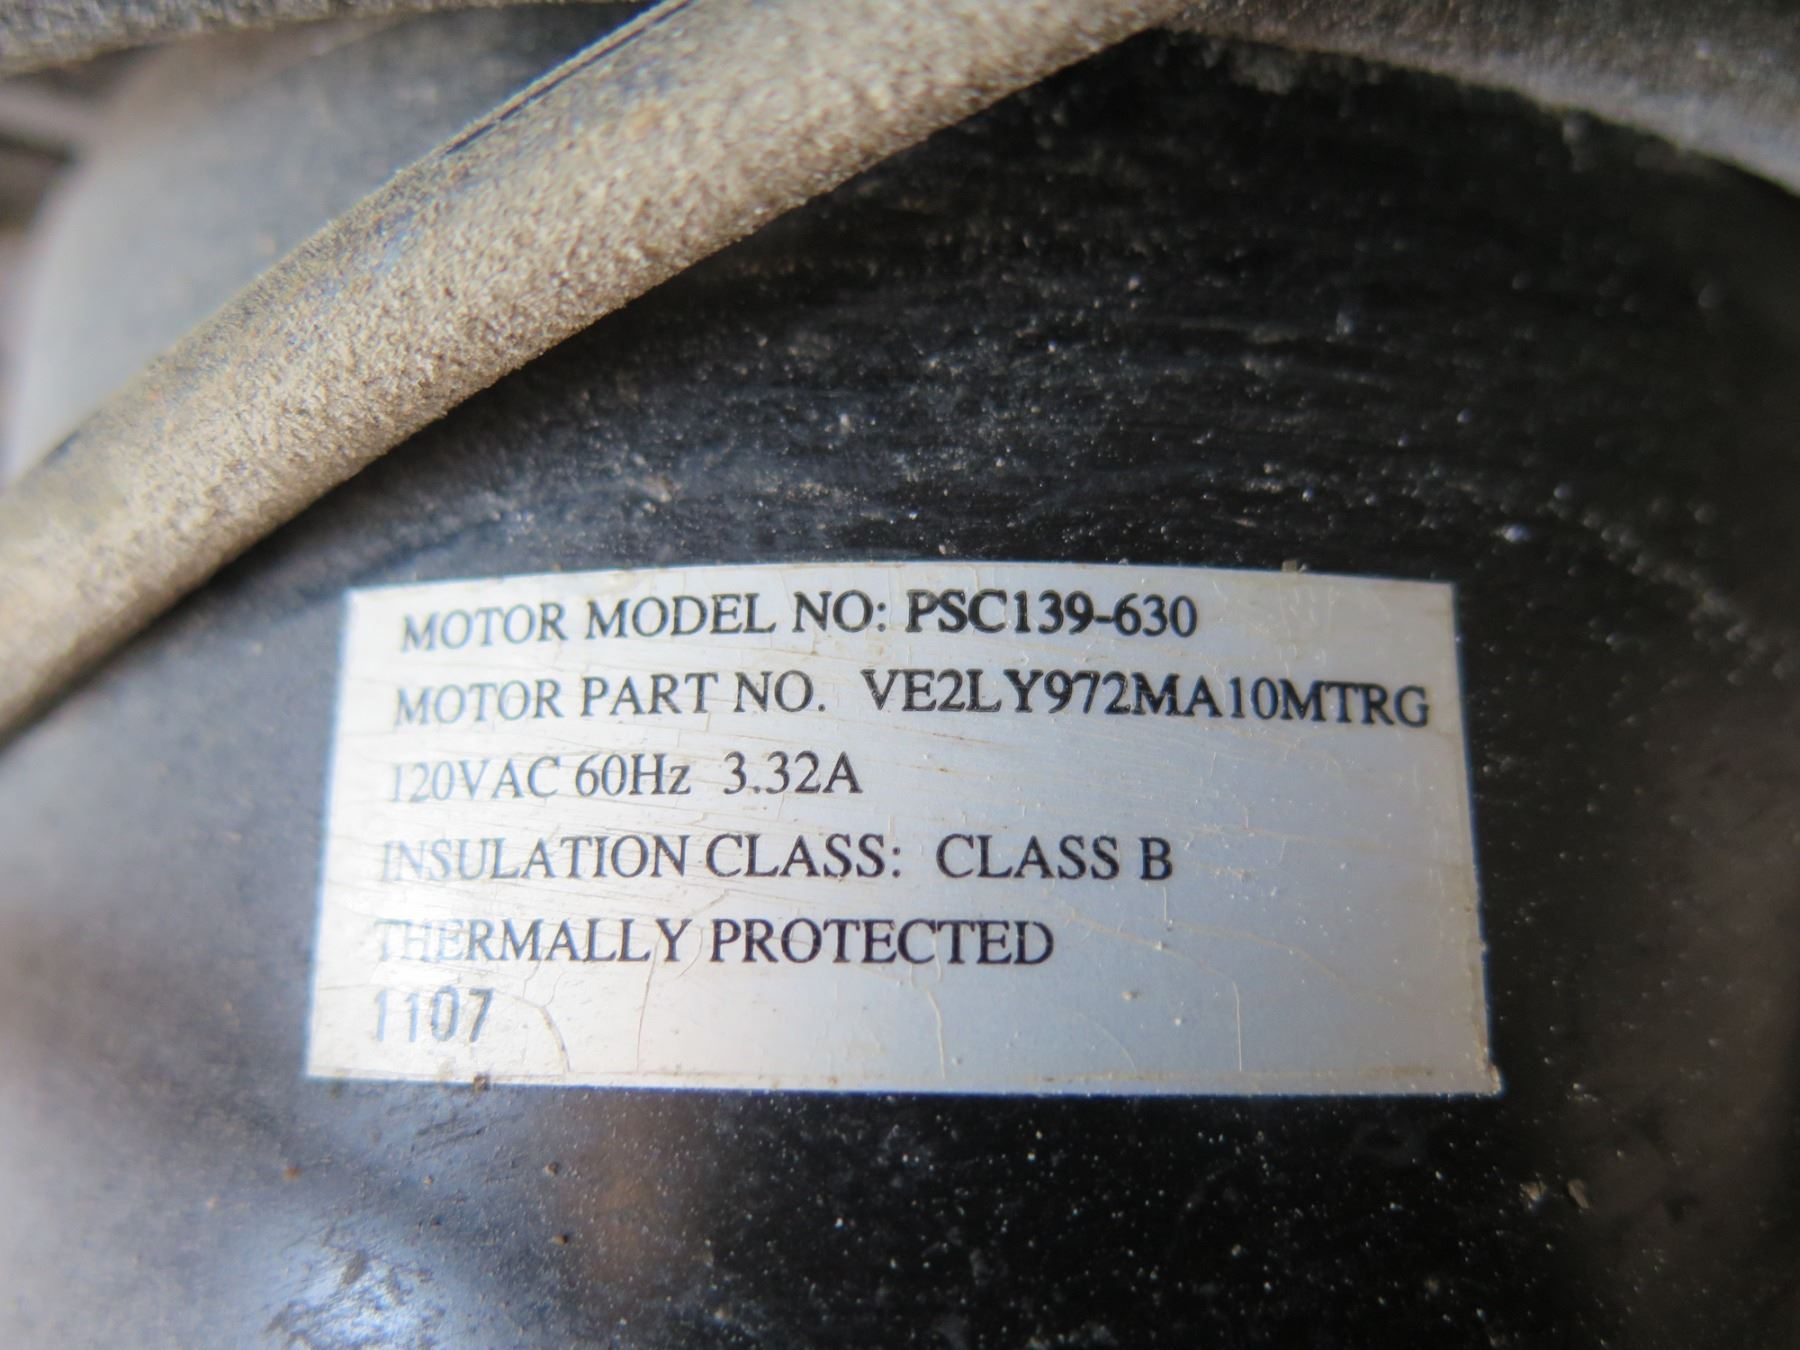 MOTOR MODEL NO: PSC139-630
MOTOR PART NO. VE2LY972MA10MTRG
120VAC 60Hz 3.32A
INSULATION CLASS: CLASS B
THERMALLY PROTECTED
1107